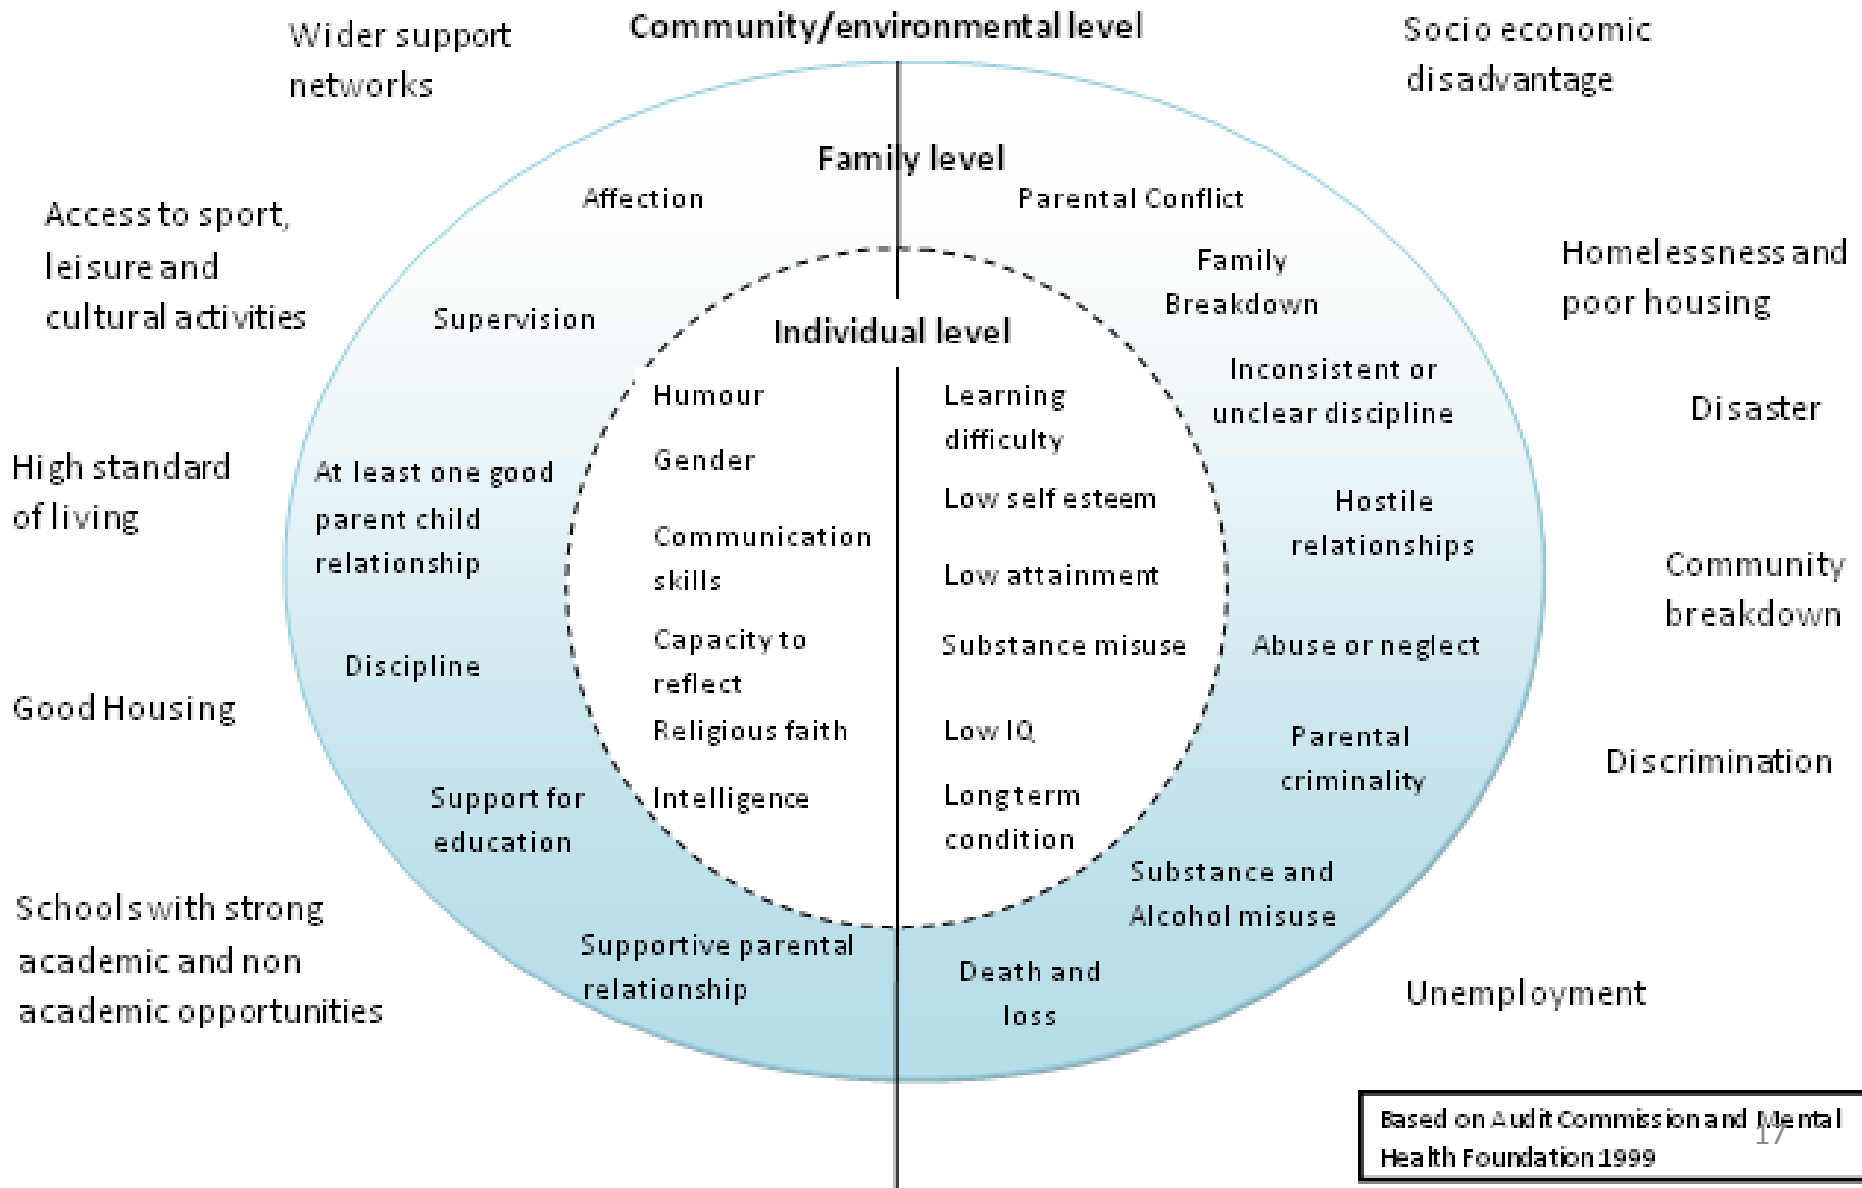 Community/environmental level
Wider support
networks
Access to sport,
leisure and
cultural activities
High standard
of living
Good Housing
Schools with strong
academic and non
academic opportunities
Family level
Affection
Supervision
At least one good
parent child
relationship
Discipline
Support for
education
Supportive parental
relationship
Individual level
Humour
Gender
Communication
skills
Capacity to
reflect
Religious faith
Intelligence
Learning
difficulty
Low self esteem
Low attainment
Substance misuse
Low IQ
Long term
condition
Parental Conflict
Family
Breakdown
Inconsistent or
unclear discipline
Hostile
relationships
Abuse or neglect
Parental
criminality
Substance and
Alcohol misuse
Death and
loss
Socio economic
disadvantage
Homelessness and
poor housing
Disaster
Community
breakdown
Discrimination
Unemployment
Based on Audit Commission and Mental
Health Foundation 1999
17